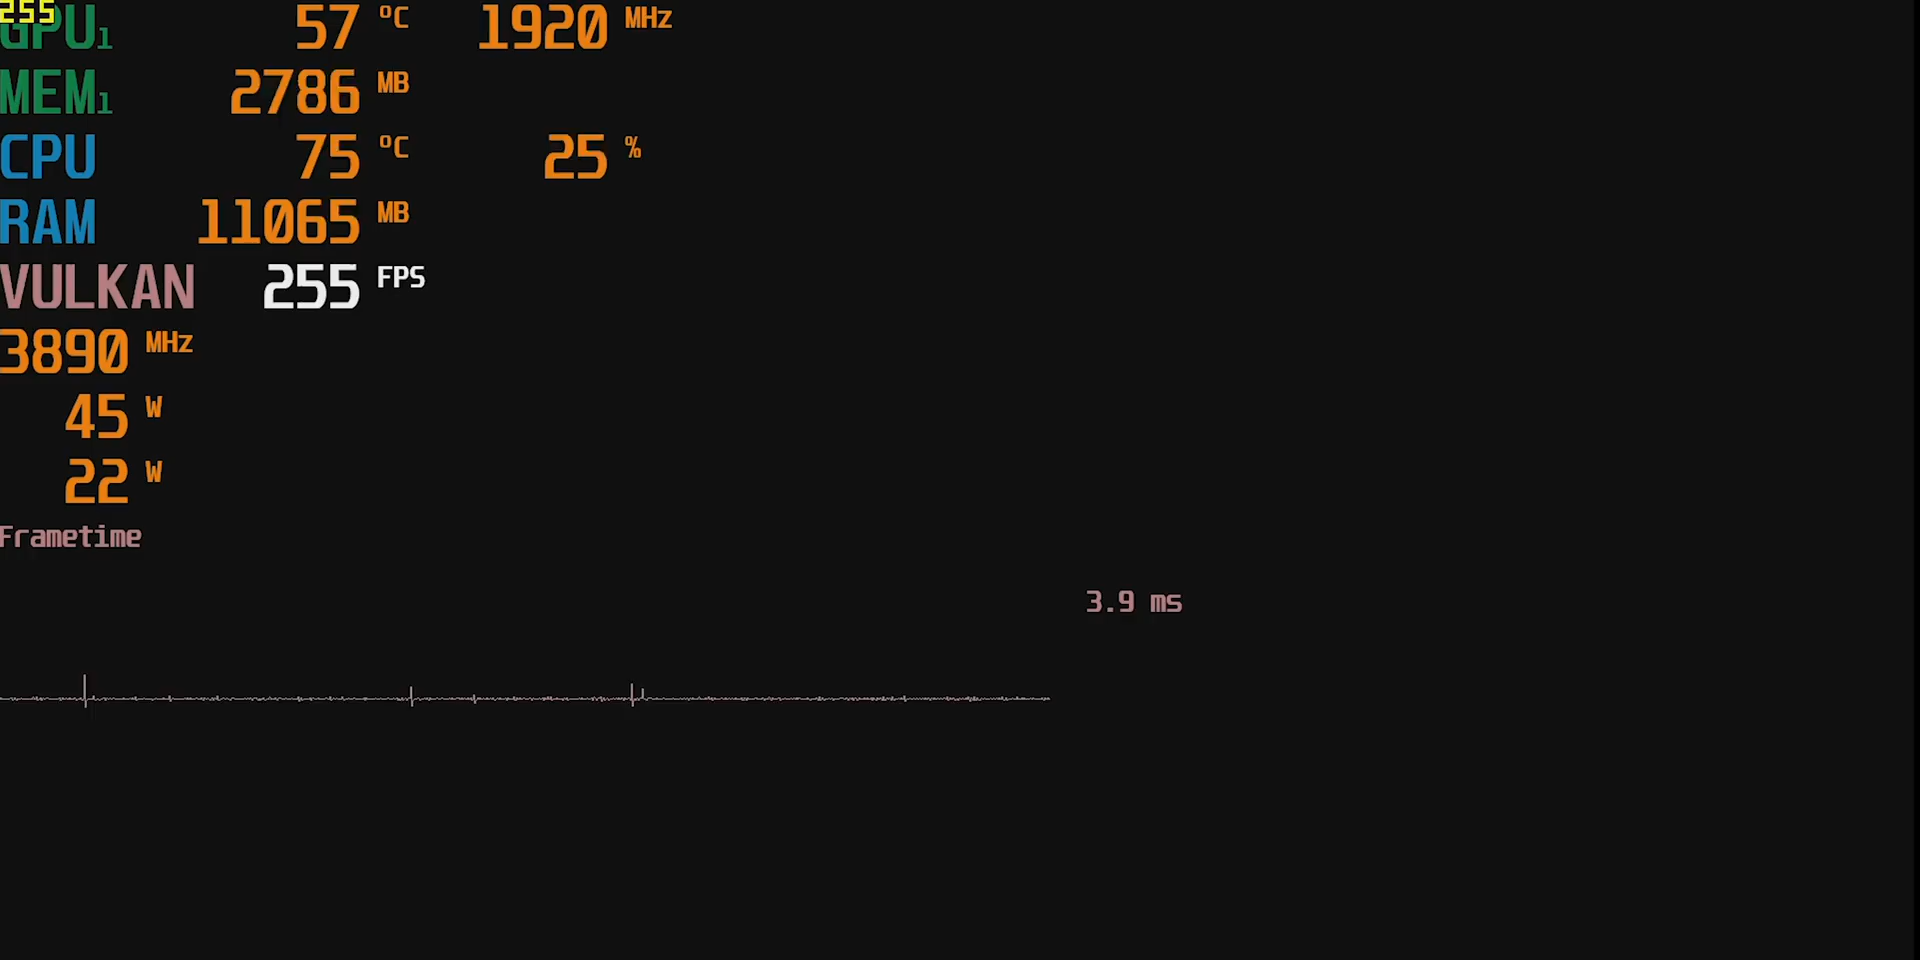 255
GPU1 57 °C 1920 MHz
MEM1 2786 MB
CPU 75 °C 25 %
RAM 11065 MB
VULKAN 255 FPS
3890 MHz
45 W
22 W
Frametime
3.9 ms